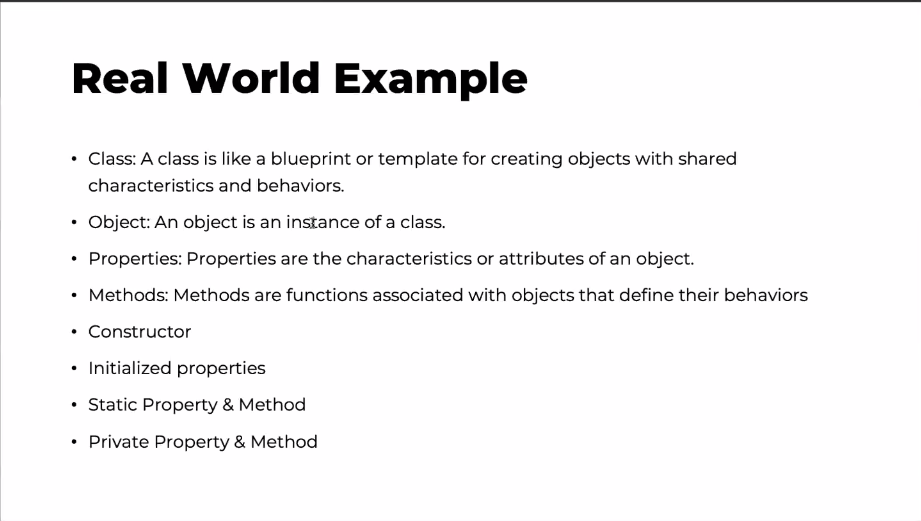 Real World Example
• Class: A class is like a blueprint or template for creating objects with shared
characteristics and behaviors.
• Object: An object is an instance of a class.
• Properties: Properties are the characteristics or attributes of an object.
• Methods: Methods are functions associated with objects that define their behaviors
• Constructor
• Initialized properties
• Static Property & Method
• Private Property & Method